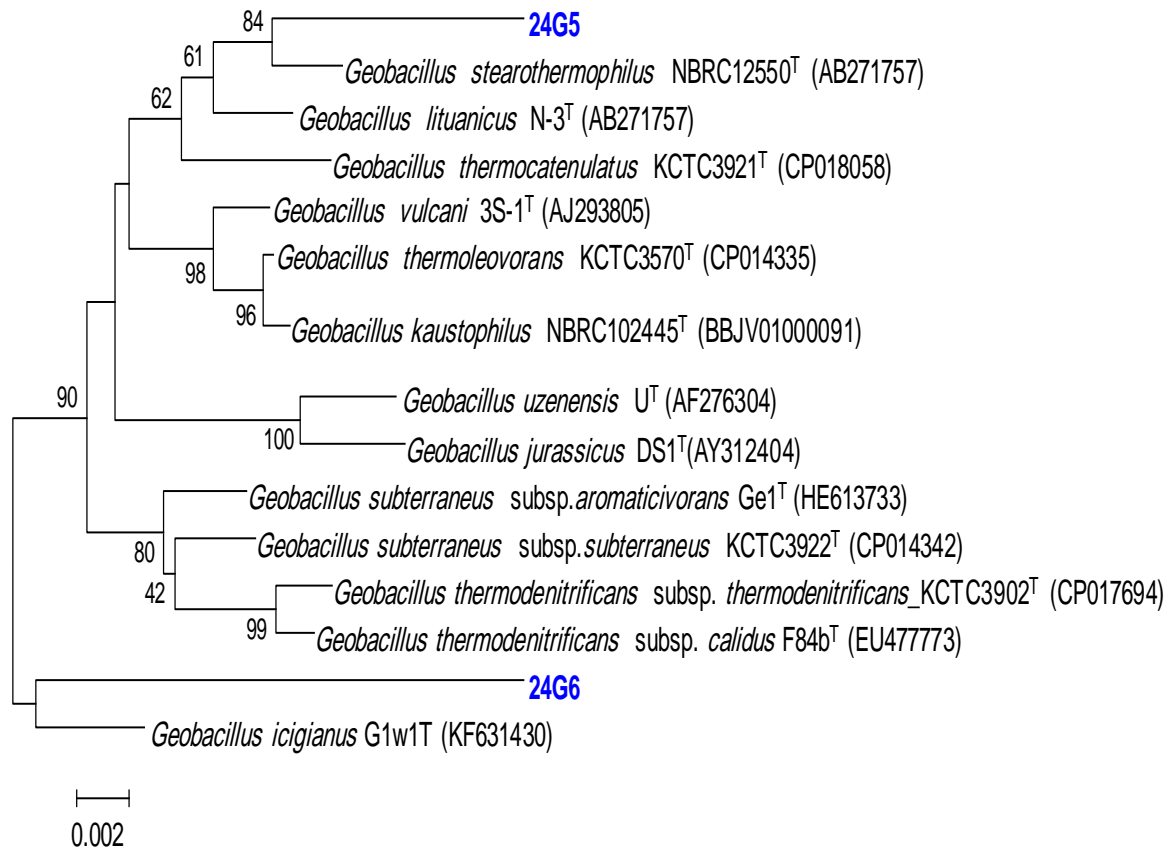 84
24G5
61
Geobacillus stearothermophilus NBRC12550ᵀ (AB271757)
62
Geobacillus lituanicus N-3ᵀ (AB271757)
Geobacillus thermocatenulatus KCTC3921ᵀ (CP018058)
Geobacillus vulcani 3S-1ᵀ (AJ293805)
Geobacillus thermoleovorans KCTC3570ᵀ (CP014335)
98
96
Geobacillus kaustophilus NBRC102445ᵀ (BBJV01000091)
90
Geobacillus uzenensis Uᵀ (AF276304)
100
Geobacillus jurassicus DS1ᵀ(AY312404)
Geobacillus subterraneus subsp.aromaticivorans Ge1ᵀ (HE613733)
80
Geobacillus subterraneus subsp.subterraneus KCTC3922ᵀ (CP014342)
42
Geobacillus thermodenitrificans subsp. thermodenitrificans_KCTC3902ᵀ (CP017694)
99
Geobacillus thermodenitrificans subsp. calidus F84bᵀ (EU477773)
24G6
Geobacillus icigianus G1w1T (KF631430)
0.002